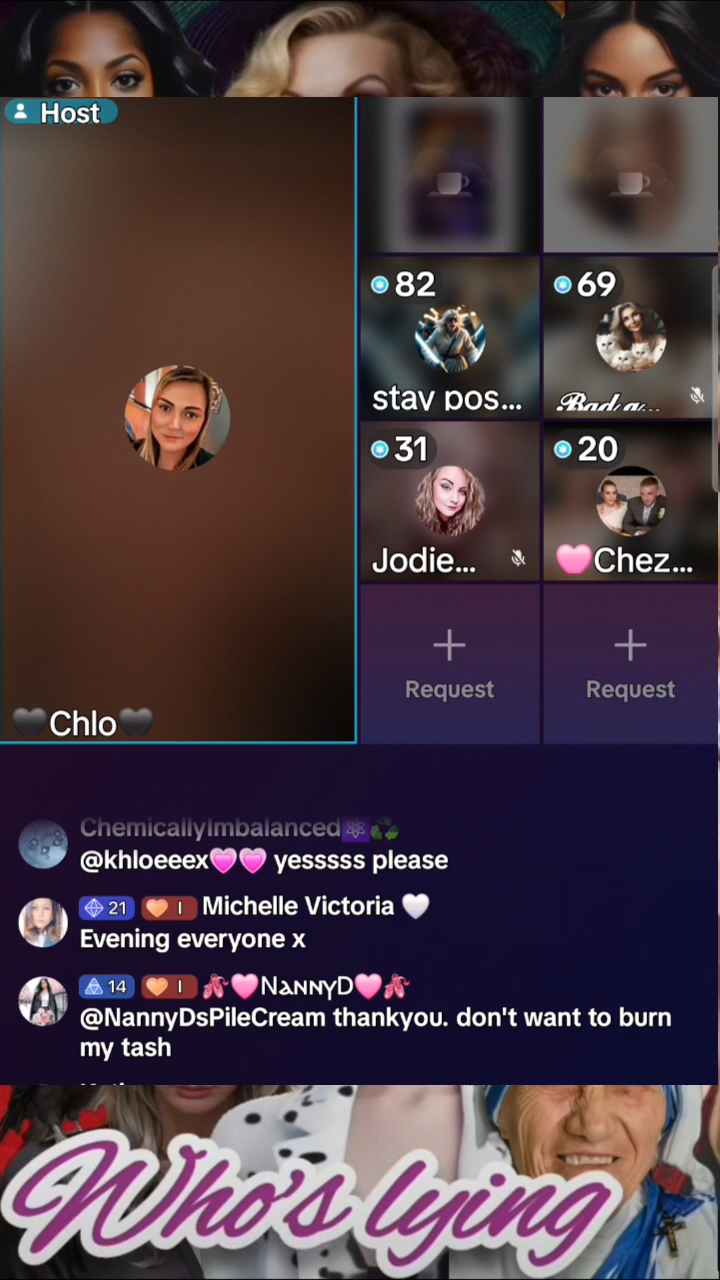 Host
82
69
stav pos...
Bad a...
31
20
Jodie...
🩷Chez...
Request
Request
🖤Chlo🖤
ChemicallyImbalanced⚛️♻️
@khloeeex💗💗 yesssss please
21 I Michelle Victoria 🤍
Evening everyone x
14 I 🩰🩷NannyD🩷🩰
@NannyDsPileCream thankyou. don't want to burn
my tash
Who's lying